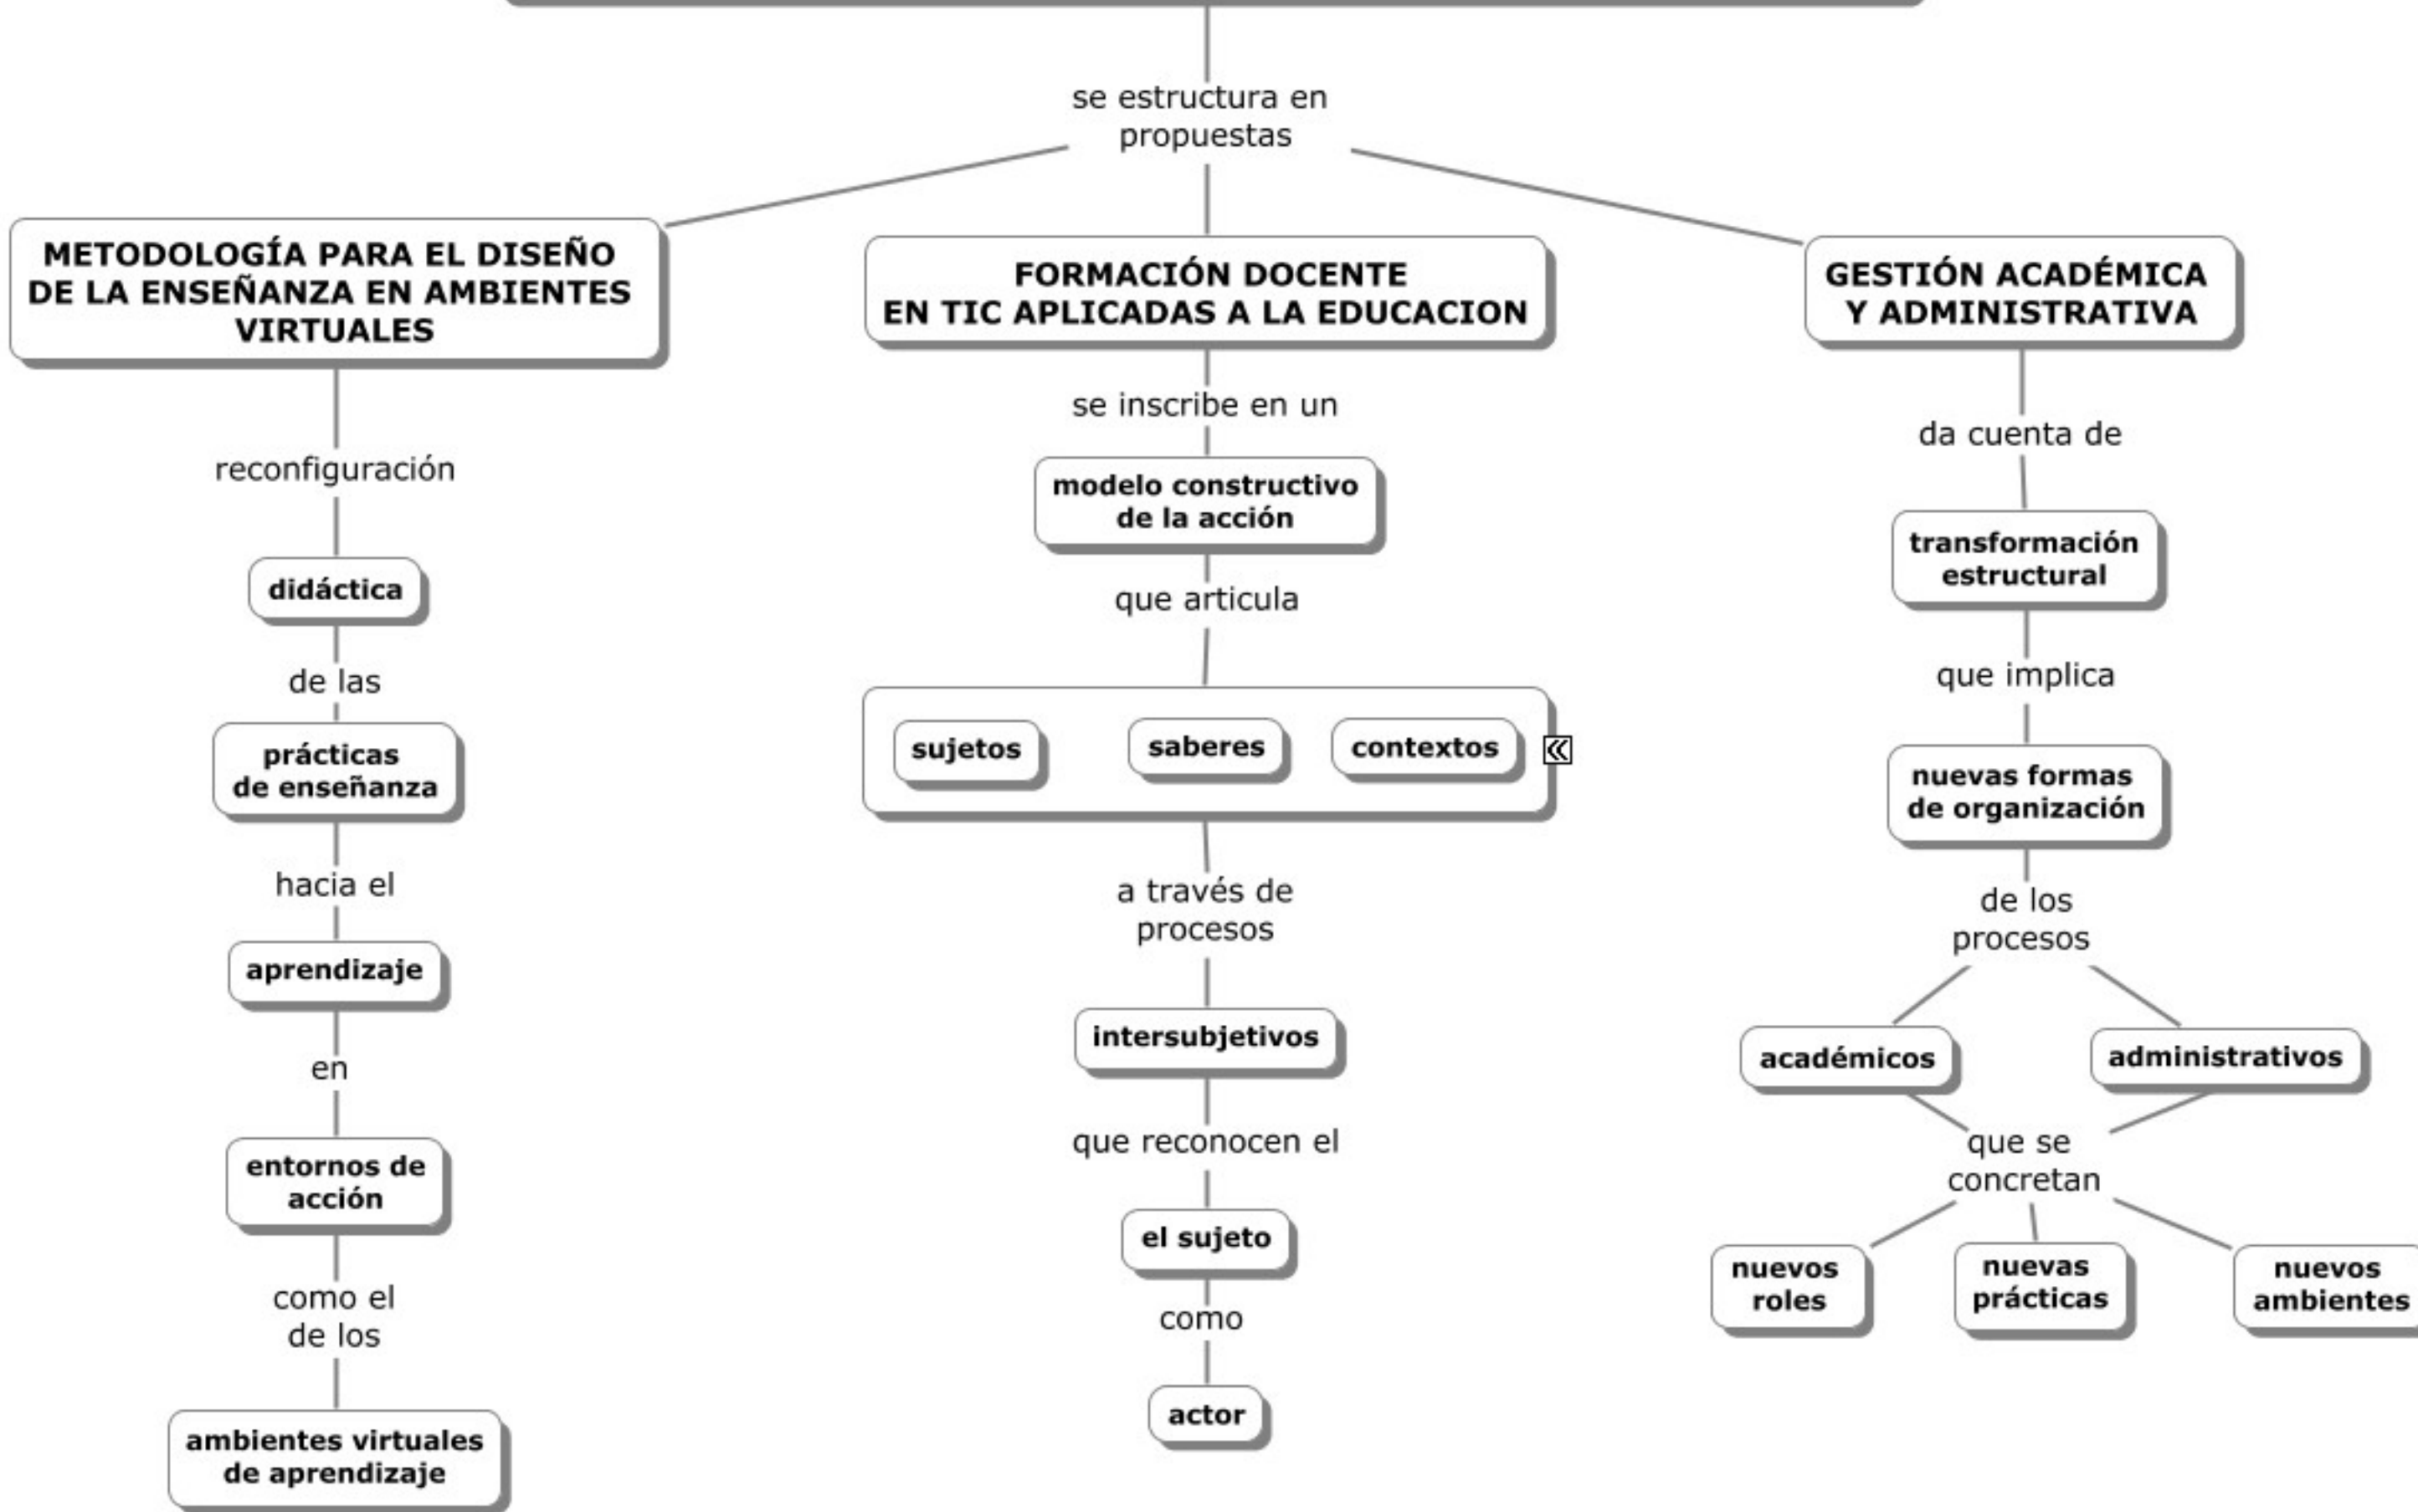 se estructura en
propuestas
METODOLOGÍA PARA EL DISEÑO
DE LA ENSEÑANZA EN AMBIENTES
VIRTUALES
reconfiguración
didáctica
de las
prácticas
de enseñanza
hacia el
aprendizaje
en
entornos de
acción
como el
de los
ambientes virtuales
de aprendizaje
FORMACIÓN DOCENTE
EN TIC APLICADAS A LA EDUCACION
se inscribe en un
modelo constructivo
de la acción
que articula
sujetos
saberes
contextos
a través de
procesos
intersubjetivos
que reconocen el
el sujeto
como
actor
GESTIÓN ACADÉMICA
Y ADMINISTRATIVA
da cuenta de
transformación
estructural
que implica
nuevas formas
de organización
de los
procesos
académicos
administrativos
que se
concretan
nuevos
roles
nuevas
prácticas
nuevos
ambientes